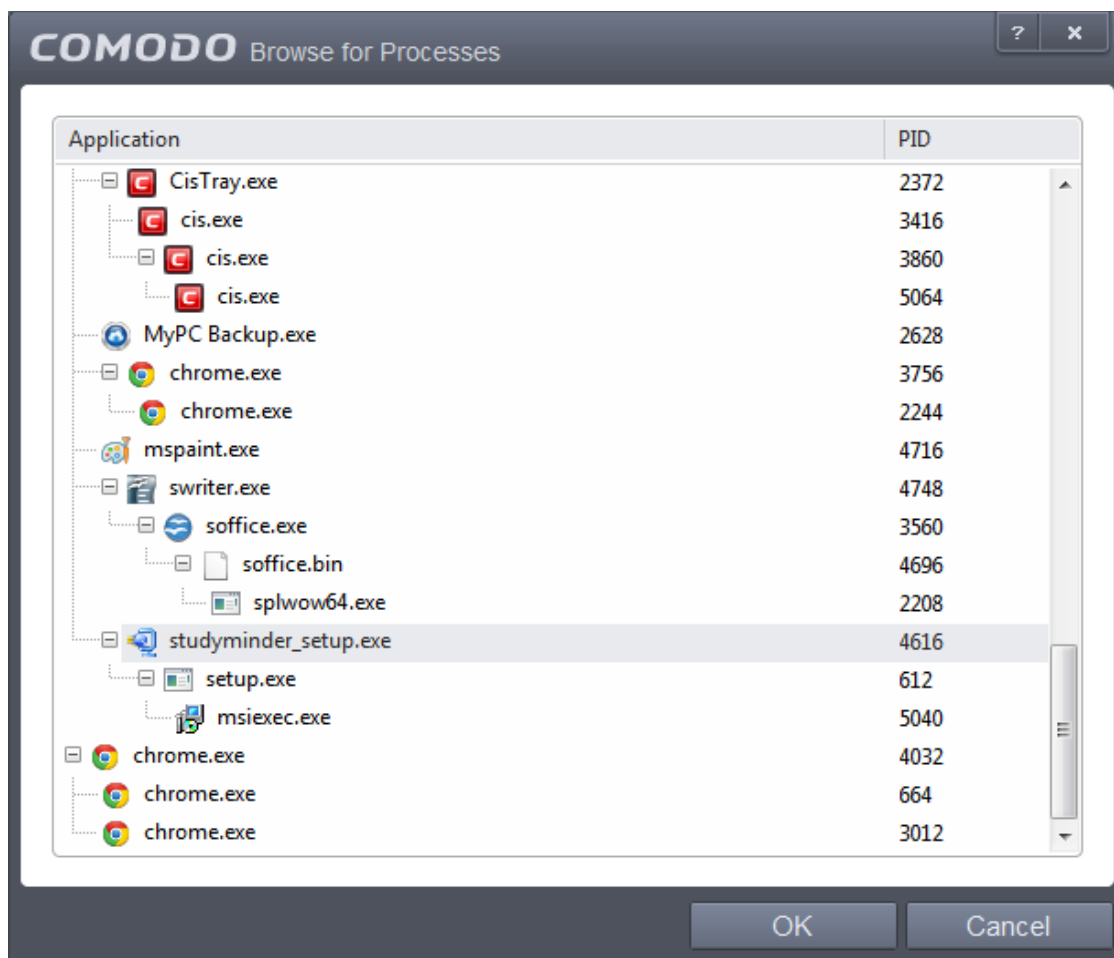 COMODO Browse for Processes ? x
Application PID
CisTray.exe 2372
cis.exe 3416
cis.exe 3860
cis.exe 5064
MyPC Backup.exe 2628
chrome.exe 3756
chrome.exe 2244
mspaint.exe 4716
swriter.exe 4748
soffice.exe 3560
soffice.bin 4696
splwow64.exe 2208
studyminder_setup.exe 4616
setup.exe 612
msiexec.exe 5040
chrome.exe 4032
chrome.exe 664
chrome.exe 3012
OK Cancel